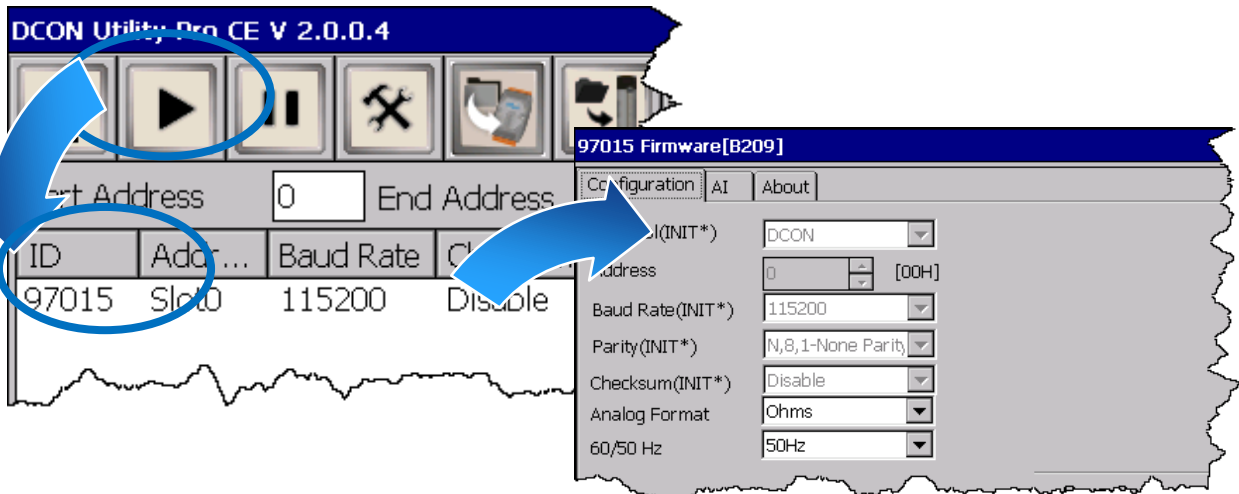 DCON Utility Pro CE V 2.0.0.4
Address
0
End Address
ID
Addr...
Baud Rate
97015
Slot0
115200
Disable
97015 Firmware[B209]
Configuration
AI
About
(INIT*)
DCON
Address
0
[00H]
Baud Rate(INIT*)
115200
Parity(INIT*)
N,8,1-None Parity
Checksum(INIT*)
Disable
Analog Format
Ohms
60/50 Hz
50Hz